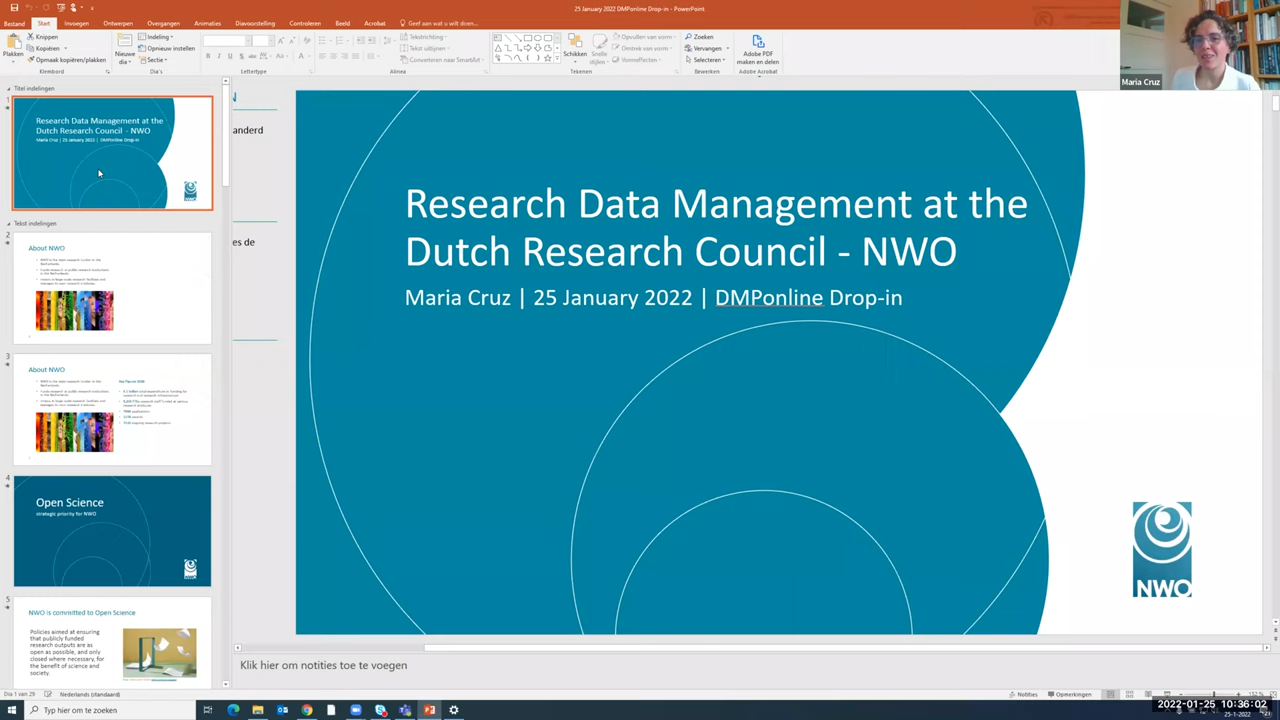 25 January 2022 DMPonline Drop-in - PowerPoint
Bestand Start Invoegen Ontwerpen Overgangen Animaties Diavoorstelling Controleren Beeld Acrobat Geef aan wat u wilt doen...
Plakken
Knippen
Kopiëren
Opmaak kopiëren/plakken
Klembord
Nieuwe dia
Indeling
Opnieuw instellen
Sectie
Dia's
Lettertype
Tekstrichting
Tekst uitlijnen
Converteren naar SmartArt
Alinea
Schikken
Snelle stijlen
Opvullen van vorm
Omtrek van vorm
Vormeffecten
Tekenen
Zoeken
Vervangen
Selecteren
Bewerken
Adobe PDF
maken en delen
Adobe Acrobat
Maria Cruz
Titel indelingen
1
Research Data Management at the
Dutch Research Council - NWO
Maria Cruz | 25 January 2022 | DMPonline Drop-in
Tekst indelingen
2
About NWO
3
About NWO
4
Open Science
strategic priority for NWO
NWO
5
NWO is committed to Open Science
Policies aimed at ensuring
that publicly funded
research outputs are as
open as possible, and only
closed where necessary, for
the benefit of science and
society.
anderd
es de
Research Data Management at the
Dutch Research Council - NWO
Maria Cruz | 25 January 2022 | DMPonline Drop-in
NWO
Klik hier om notities toe te voegen
Dia 1 van 29 Nederlands (standaard)
Notities Opmerkingen
Typ hier om te zoeken
2022-01-25 10:36:02
25-1-2022